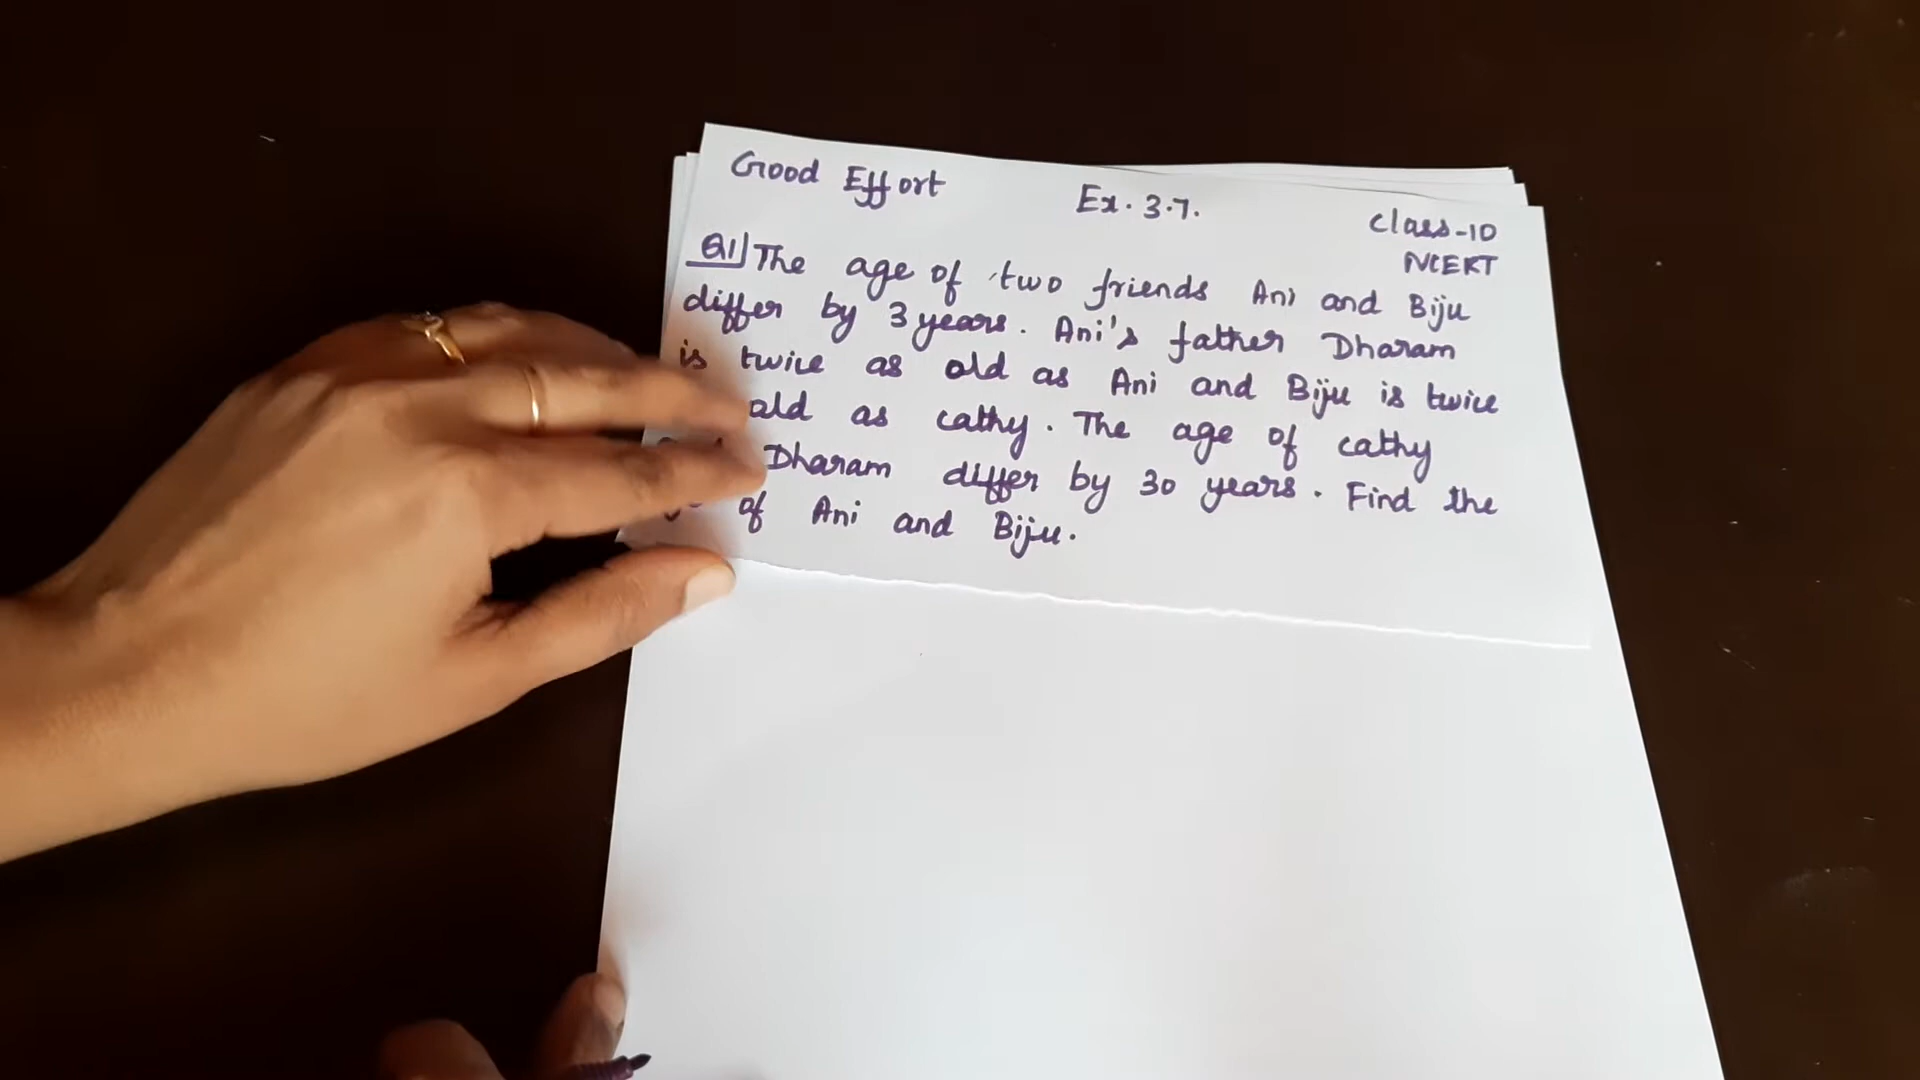 Good Effort Ex. 3.7. Class-10
NCERT
Q1 The age of two friends Ani and Biju
differ by 3 years. Ani's father Dharam
is twice as old as Ani and Biju is twice
old as cathy. The age of cathy
Dharam differ by 30 years. Find the
of Ani and Biju.